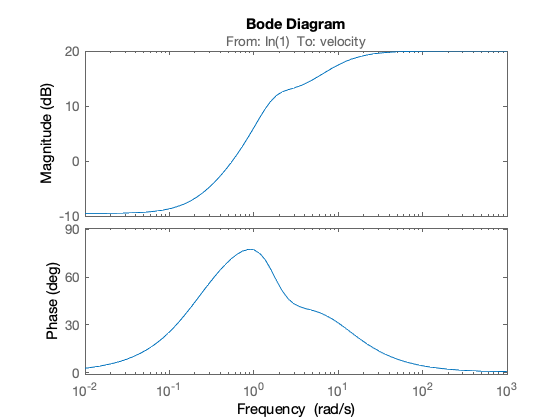 Bode Diagram
From: In(1) To: velocity
20
10
0
-10
Magnitude (dB)
90
60
30
0
Phase (deg)
10^-2 10^-1 10^0 10^1 10^2 10^3
Frequency (rad/s)